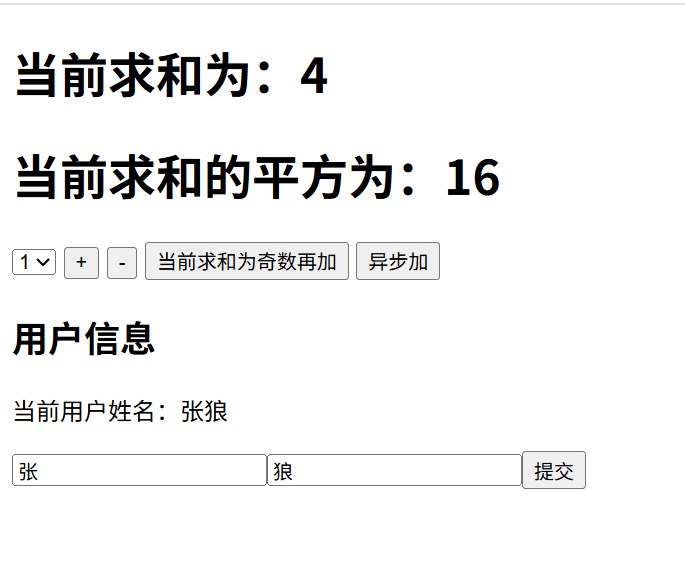 当前求和为：4
当前求和的平方为：16
1 + - 当前求和为奇数再加 异步加
用户信息
当前用户姓名：张狼
张 狼 提交